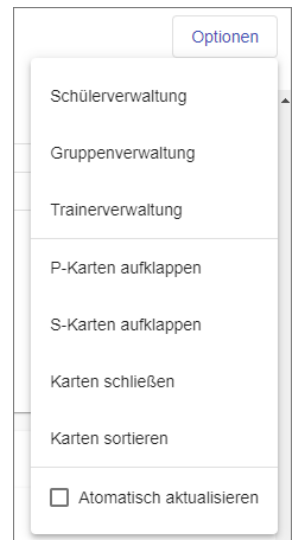 Optionen
Schülerverwaltung
Gruppenverwaltung
Trainerverwaltung
P-Karten aufklappen
S-Karten aufklappen
Karten schließen
Karten sortieren
Atomatisch aktualisieren